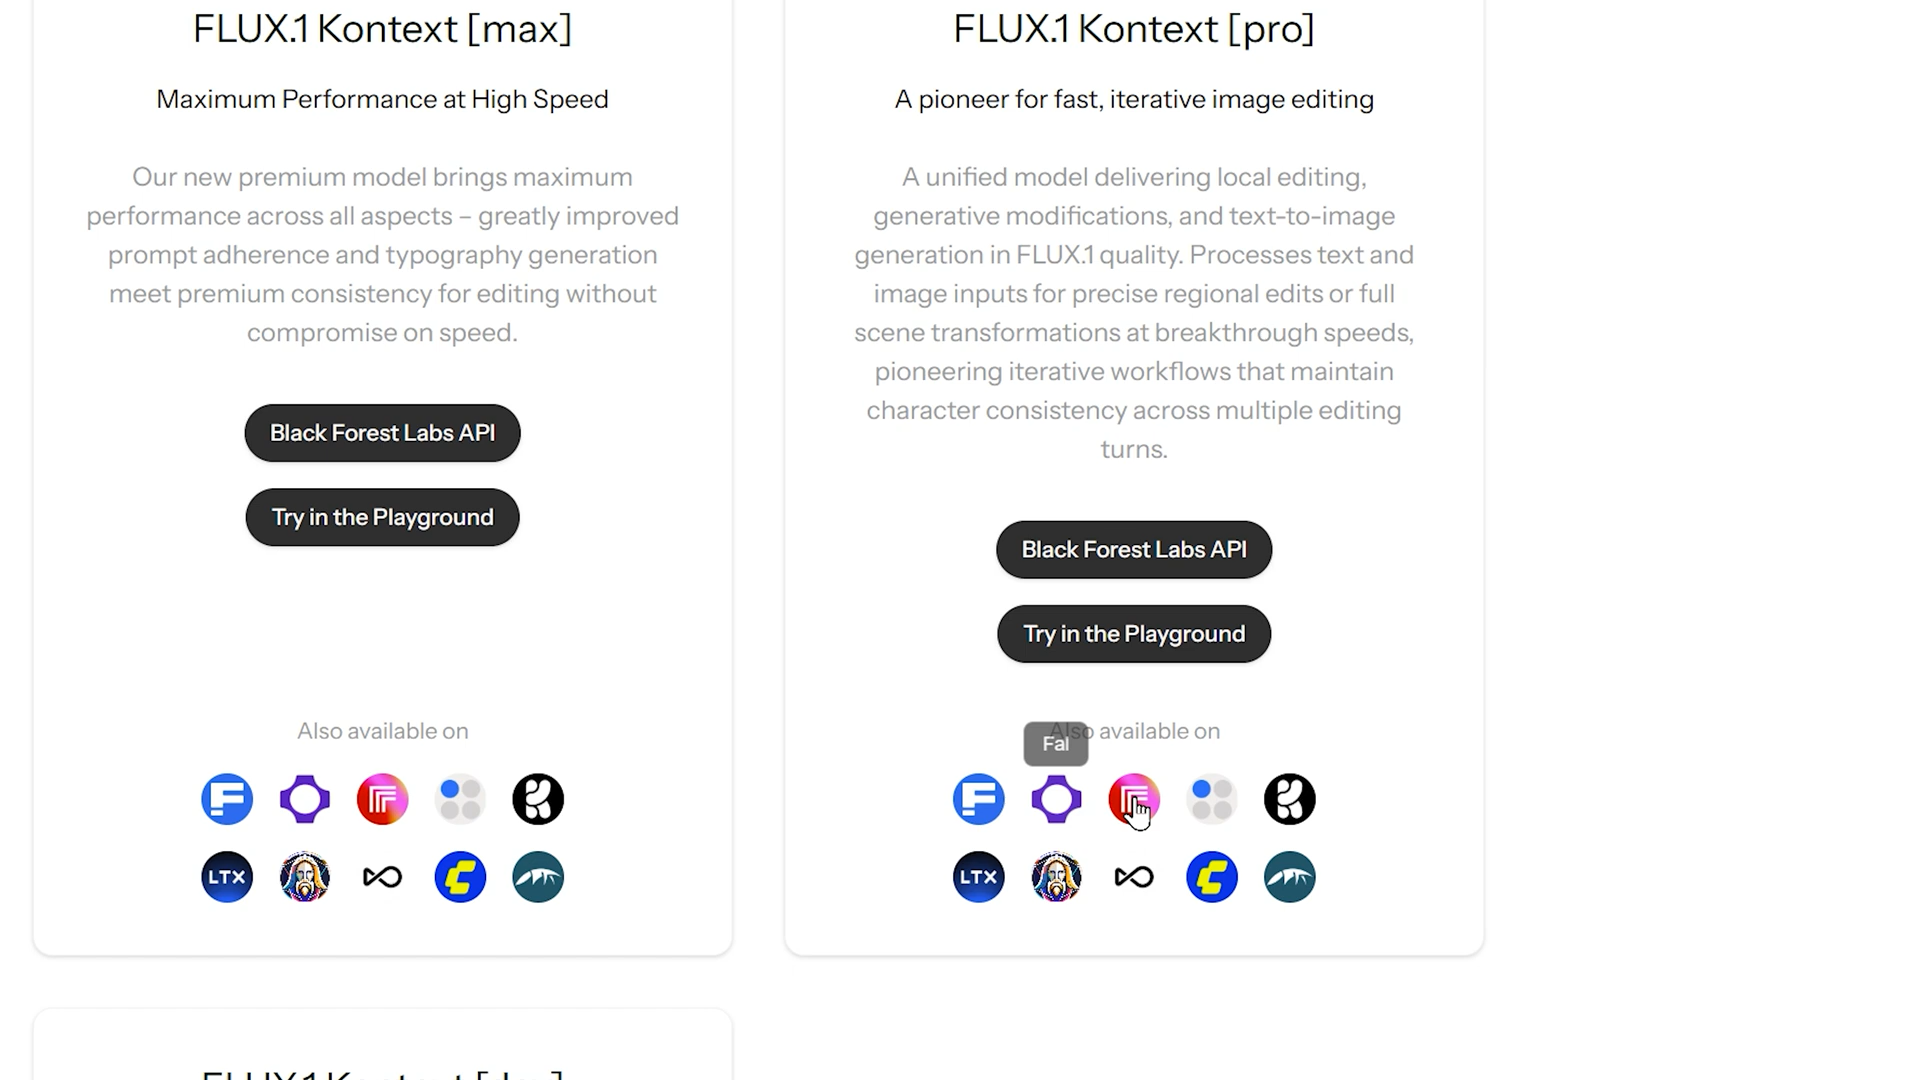 FLUX.1 Kontext [max]
Maximum Performance at High Speed
Our new premium model brings maximum
performance across all aspects – greatly improved
prompt adherence and typography generation
meet premium consistency for editing without
compromise on speed.
Black Forest Labs API
Try in the Playground
Also available on
LTX
FLUX.1 Kontext [pro]
A pioneer for fast, iterative image editing
A unified model delivering local editing,
generative modifications, and text-to-image
generation in FLUX.1 quality. Processes text and
image inputs for precise regional edits or full
scene transformations at breakthrough speeds,
pioneering iterative workflows that maintain
character consistency across multiple editing
turns.
Black Forest Labs API
Try in the Playground
Also available on
Fal
LTX
FLUX.1 Kontext [dev]